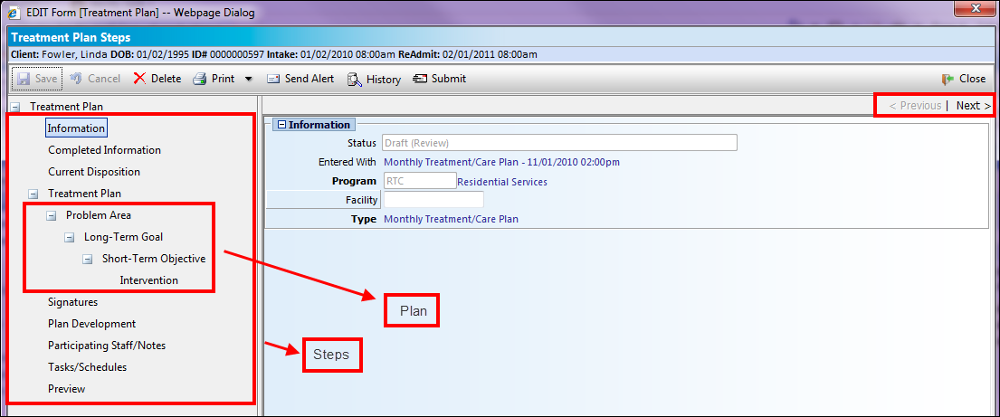 EDIT Form [Treatment Plan] -- Webpage Dialog
Treatment Plan Steps
Client: Fowler, Linda DOB: 01/02/1995 ID# 0000000597 Intake: 01/02/2010 08:00am ReAdmit: 02/01/2011 08:00am
Save Cancel Delete Print Send Alert History Submit Close
< Previous | Next >
Treatment Plan
Information
Completed Information
Current Disposition
Treatment Plan
Problem Area
Long-Term Goal
Short-Term Objective
Intervention
Signatures
Plan Development
Participating Staff/Notes
Tasks/Schedules
Preview
Information
Status Draft (Review)
Entered With Monthly Treatment/Care Plan - 11/01/2010 02:00pm
Program RTC Residential Services
Facility
Type Monthly Treatment/Care Plan
Plan
Steps